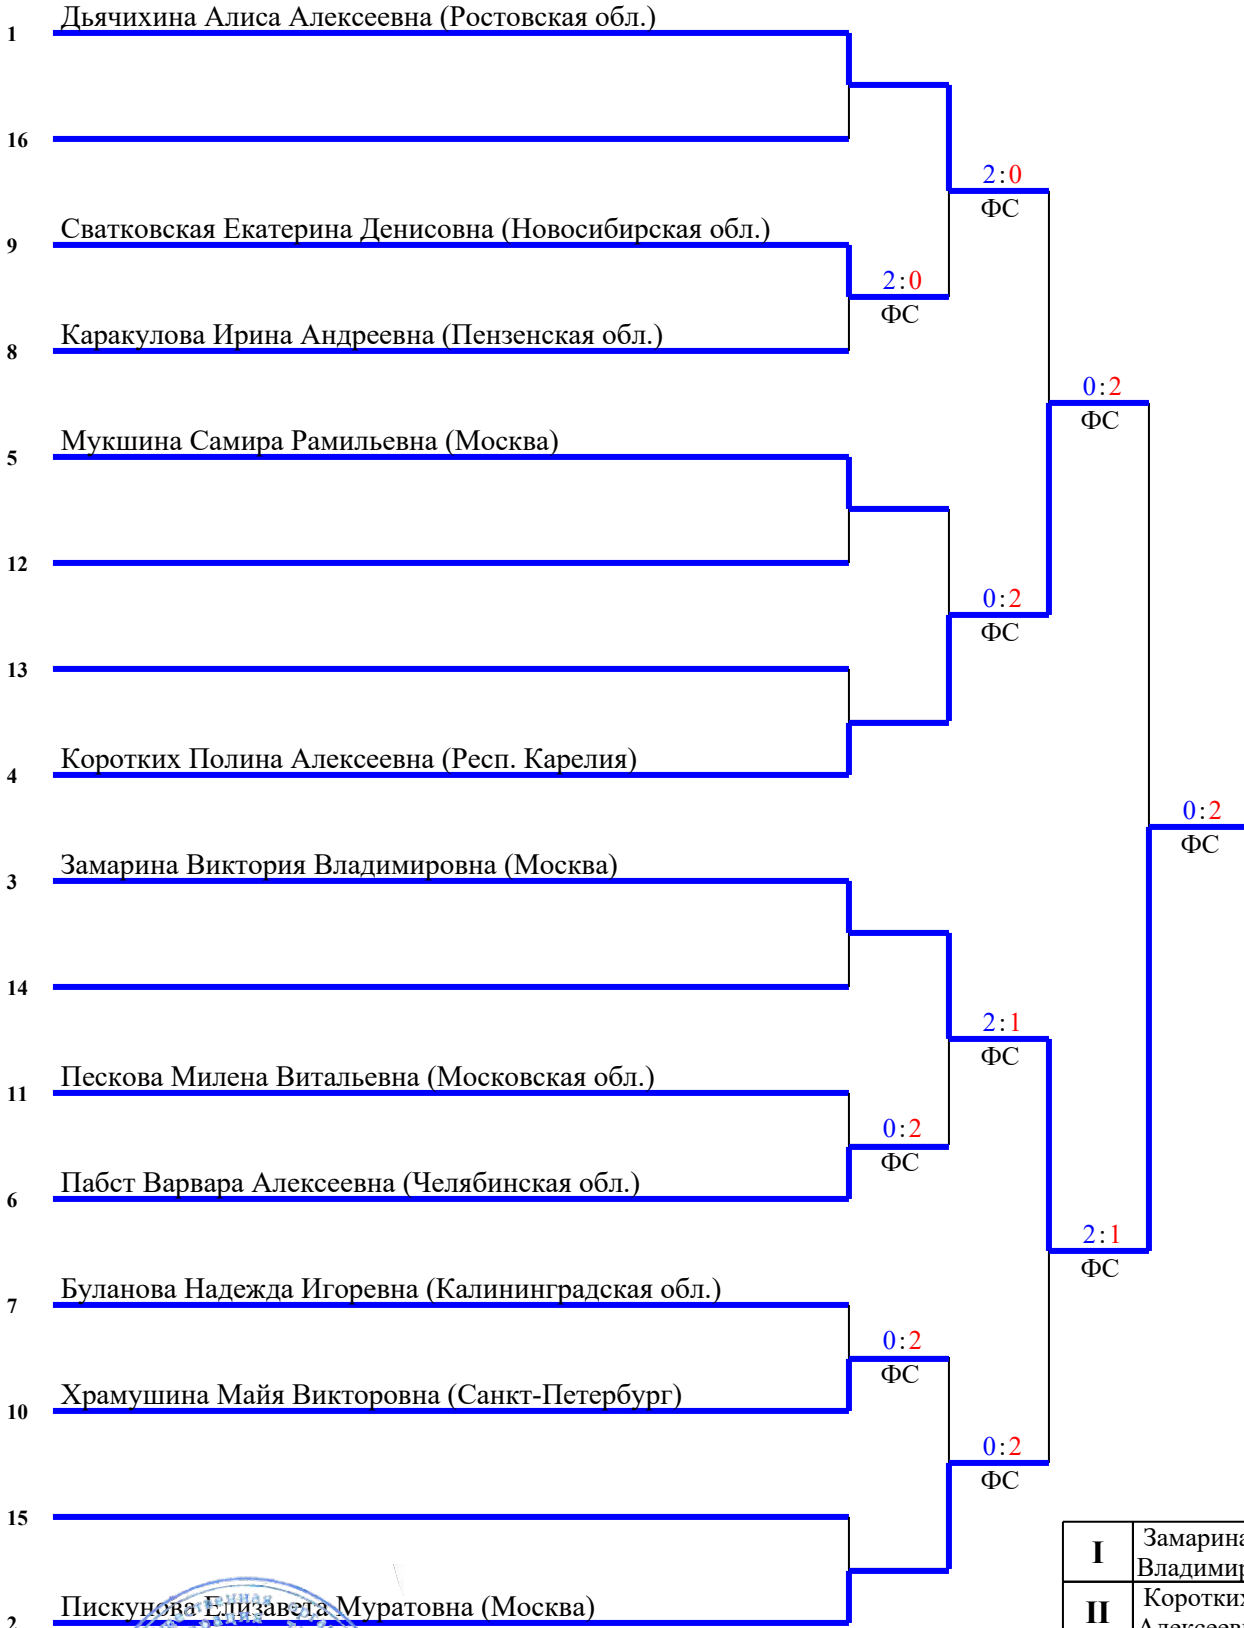 1 Дьячихина Алиса Алексеевна (Ростовская обл.)
16
2:0
ФС
9 Сватковская Екатерина Денисовна (Новосибирская обл.)
2:0
ФС
8 Каракулова Ирина Андреевна (Пензенская обл.)
0:2
ФС
5 Мукшина Самира Рамильевна (Москва)
12
0:2
ФС
13
4 Коротких Полина Алексеевна (Респ. Карелия)
0:2
ФС
3 Замарина Виктория Владимировна (Москва)
14
2:1
ФС
11 Пескова Милена Витальевна (Московская обл.)
0:2
ФС
6 Пабст Варвара Алексеевна (Челябинская обл.)
2:1
ФС
7 Буланова Надежда Игоревна (Калининградская обл.)
0:2
ФС
10 Храмушина Майя Викторовна (Санкт-Петербург)
0:2
ФС
15
I Замарина
Владимир
2 Пискунова Елизавета Муратовна (Москва)
II Коротких